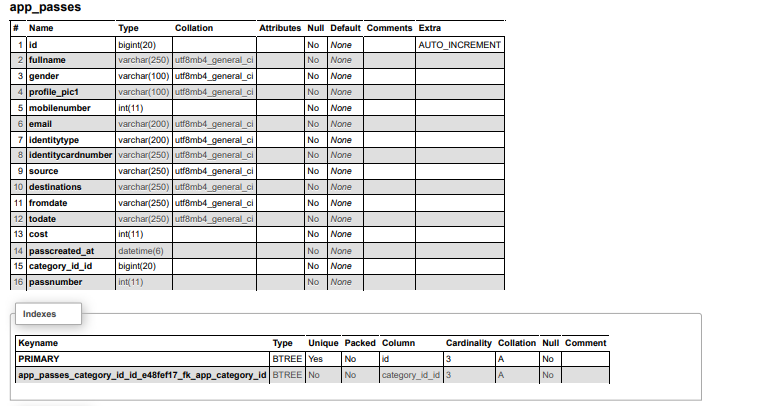 app_passes
# Name Type Collation Attributes Null Default Comments Extra
1 id bigint(20) No None AUTO_INCREMENT
2 fullname varchar(250) utf8mb4_general_ci No None
3 gender varchar(100) utf8mb4_general_ci No None
4 profile_pic1 varchar(100) utf8mb4_general_ci No None
5 mobilenumber int(11) No None
6 email varchar(200) utf8mb4_general_ci No None
7 identitytype varchar(200) utf8mb4_general_ci No None
8 identitycardnumber varchar(250) utf8mb4_general_ci No None
9 source varchar(250) utf8mb4_general_ci No None
10 destinations varchar(250) utf8mb4_general_ci No None
11 fromdate varchar(250) utf8mb4_general_ci No None
12 todate varchar(250) utf8mb4_general_ci No None
13 cost int(11) No None
14 passcreated_at datetime(6) No None
15 category_id_id bigint(20) No None
16 passnumber int(11) No None
Indexes
Keyname Type Unique Packed Column Cardinality Collation Null Comment
PRIMARY BTREE Yes No id 3 A No
app_passes_category_id_id_e48fef17_fk_app_category_id BTREE No No category_id_id 3 A No